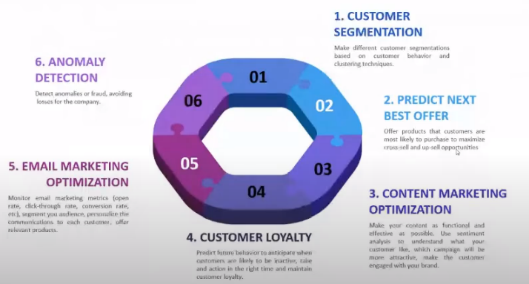 1. CUSTOMER
SEGMENTATION
Make different customer segmentations
based on customer behavior and
clustering techniques.
6. ANOMALY
DETECTION
Detect anomalies or fraud, avoiding
losses for the company.
01
02
03
04
05
06
2. PREDICT NEXT
BEST OFFER
Offer products that customers are
most likely to purchase to maximize
cross-sell and up-sell opportunities
5. EMAIL MARKETING
OPTIMIZATION
Monitor email marketing metrics (open
rate, click-through rate, conversion rate,
etc), segment you audience, personalize the
communications to each customer, offer
relevant products.
3. CONTENT MARKETING
OPTIMIZATION
Make your content as functional and
effective as possible. Use sentiment
analysis to understand what your
customer like, which campaign will be
more attractive, make the customer
engaged with your brand.
4. CUSTOMER LOYALTY
Predict future behavior to anticipate when
customers are likely to be inactive, take
and action in the right time and maintain
customer loyalty.